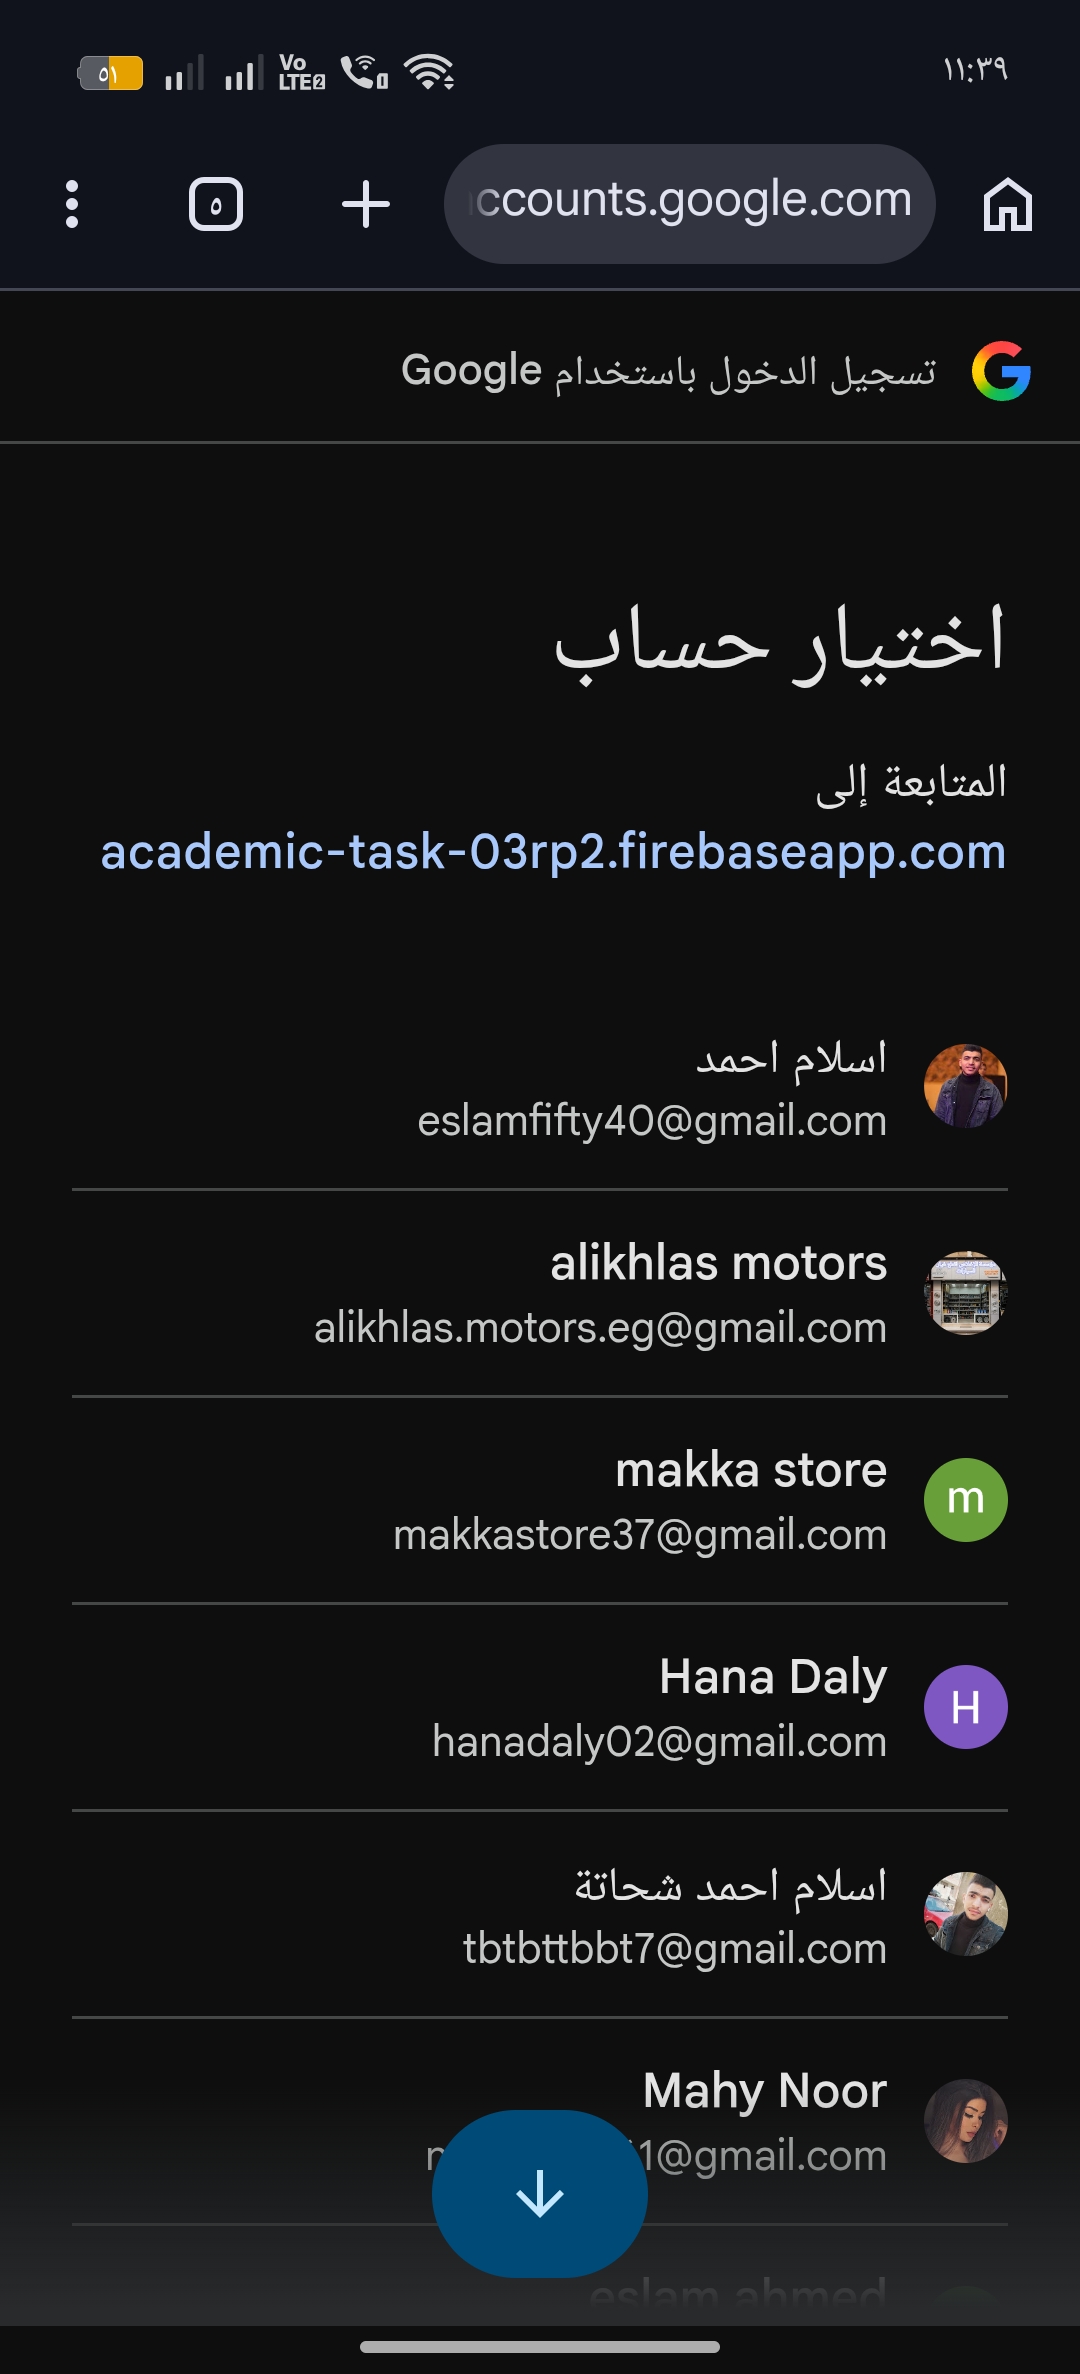 ٥١
Vo
LTE2
١١:٣٩
٥
ccounts.google.com
تسجيل الدخول باستخدام Google
اختيار حساب
المتابعة إلى
academic-task-03rp2.firebaseapp.com
اسلام احمد
eslamfifty40@gmail.com
alikhlas motors
alikhlas.motors.eg@gmail.com
m
makka store
makkastore37@gmail.com
H
Hana Daly
hanadaly02@gmail.com
اسلام احمد شحاتة
tbtbttbbt7@gmail.com
Mahy Noor
1@gmail.com
eslam ahmed